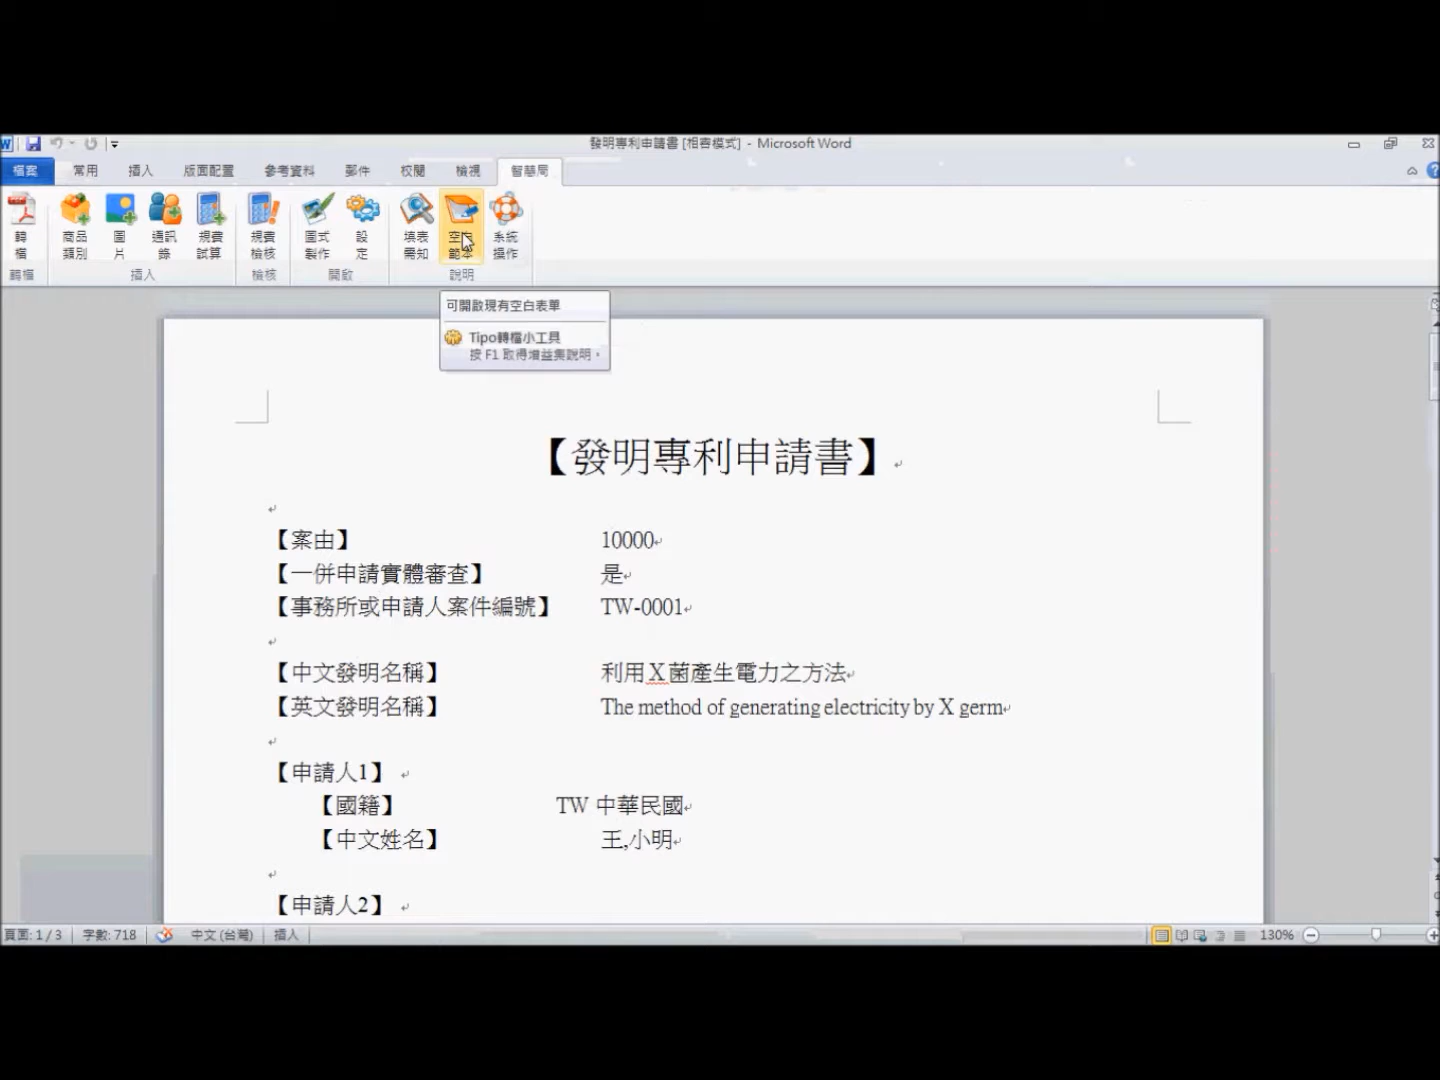 發明專利申請書 [相容模式] - Microsoft Word
檔案 常用 插入 版面配置 參考資料 郵件 校閱 檢視 智慧局
轉檔 商品類別 圖片 通訊錄 規費試算 規費檢核 圖式製作 設定 填表需知 空白範本 系統操作
轉檔 插入 檢核 開啟 說明
可開啟現有空白表單
Tipo轉檔小工具
按 F1 取得增益集說明。
【發明專利申請書】
【案由】 10000
【一併申請實體審查】 是
【事務所或申請人案件編號】 TW-0001
【中文發明名稱】 利用X菌產生電力之方法
【英文發明名稱】 The method of generating electricity by X germ
【申請人1】
【國籍】 TW 中華民國
【中文姓名】 王,小明
【申請人2】
頁面: 1 / 3 字數: 718 中文 (台灣) 插入 130%